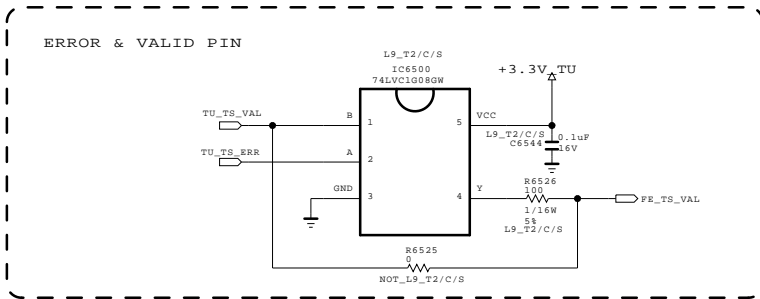 ERROR & VALID PIN
L9_T2/C/S
IC6500
74LVC1G08GW
+3.3V_TU
TU_TS_VAL
B
1
5
VCC
L9_T2/C/S
C6544
0.1uF
16V
TU_TS_ERR
A
2
GND
3
4
Y
R6526
100
1/16W
5%
L9_T2/C/S
FE_TS_VAL
R6525
0
NOT_L9_T2/C/S